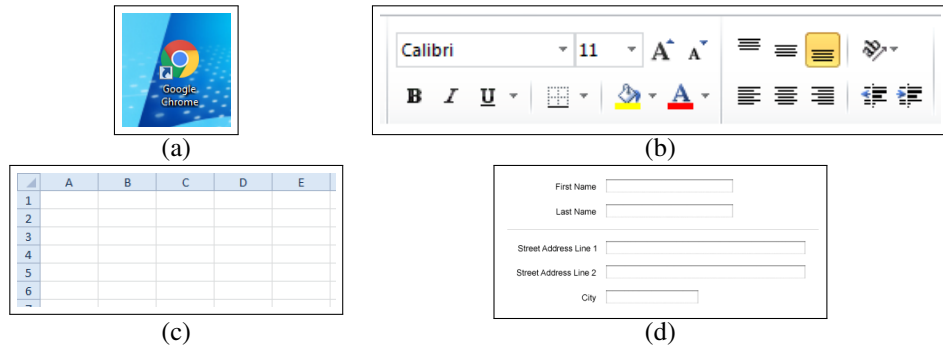 Google
Chrome
(a)
Calibri 11 A A
B I U A
(b)
A B C D E
1
2
3
4
5
6
7
(c)
First Name
Last Name
Street Address Line 1
Street Address Line 2
City
(d)